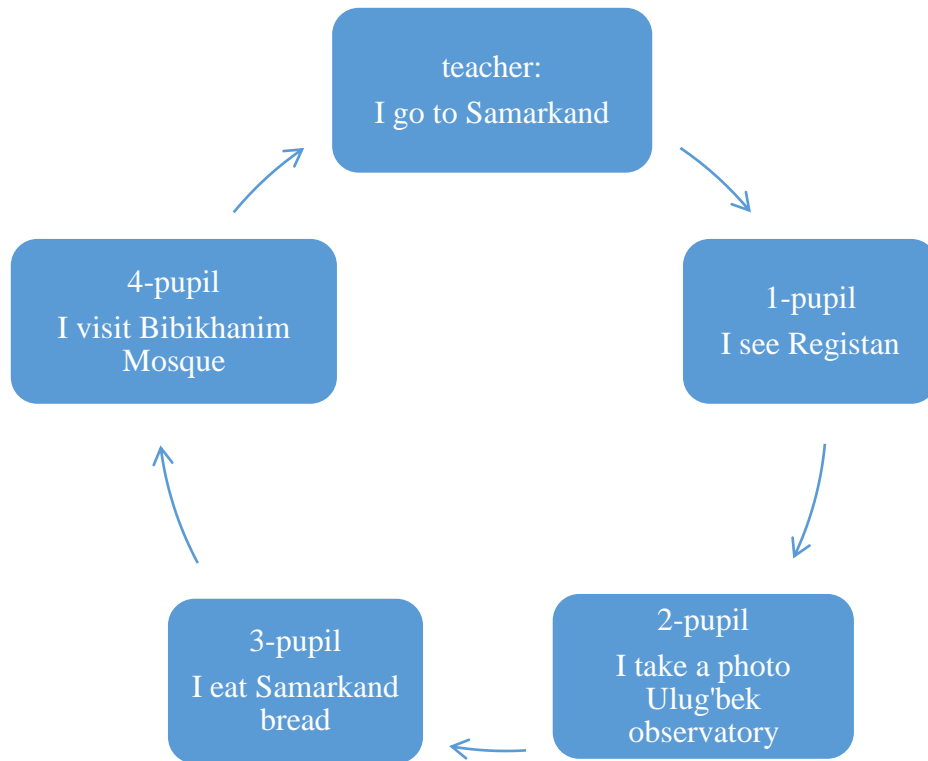 teacher:
I go to Samarkand
1-pupil
I see Registan
2-pupil
I take a photo
Ulug'bek
observatory
3-pupil
I eat Samarkand
bread
4-pupil
I visit Bibikhanim
Mosque